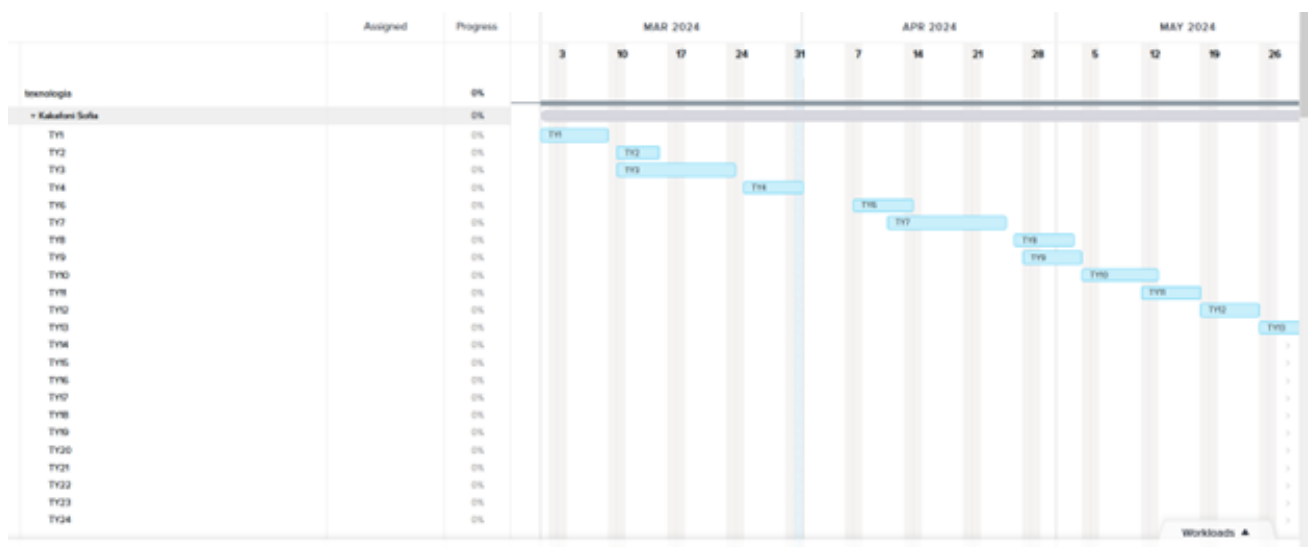 Assigned Progress MAR 2024 APR 2024 MAY 2024
3 10 17 24 31 7 14 21 28 5 12 19 26
texnologia 0%
Kakafoni Sofia 0%
TY1 0% TY1
TY2 0% TY2
TY3 0% TY3
TY4 0% TY4
TY6 0% TY6
TY7 0% TY7
TY8 0% TY8
TY9 0% TY9
TY10 0% TY10
TY11 0% TY11
TY12 0% TY12
TY13 0% TY13
TY14 0%
TY15 0%
TY16 0%
TY17 0%
TY18 0%
TY19 0%
TY20 0%
TY21 0%
TY22 0%
TY23 0%
TY24 0%
Workloads